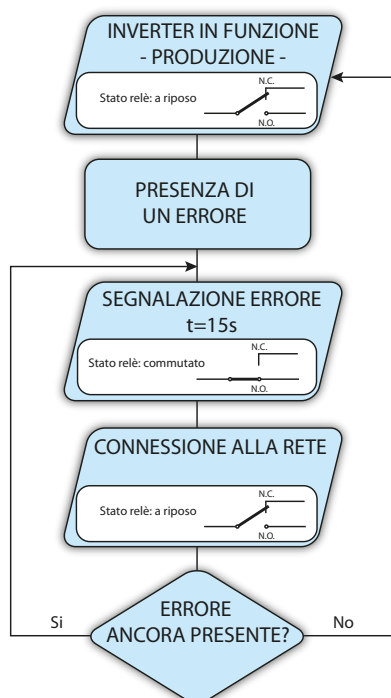 INVERTER IN FUNZIONE
- PRODUZIONE -
N.C.
Stato relè: a riposo
N.O.
PRESENZA DI
UN ERRORE
SEGNALAZIONE ERRORE
t=15s
N.C.
Stato relè: commutato
N.O.
CONNESSIONE ALLA RETE
N.C.
Stato relè: a riposo
N.O.
Si
ERRORE
ANCORA PRESENTE?
No